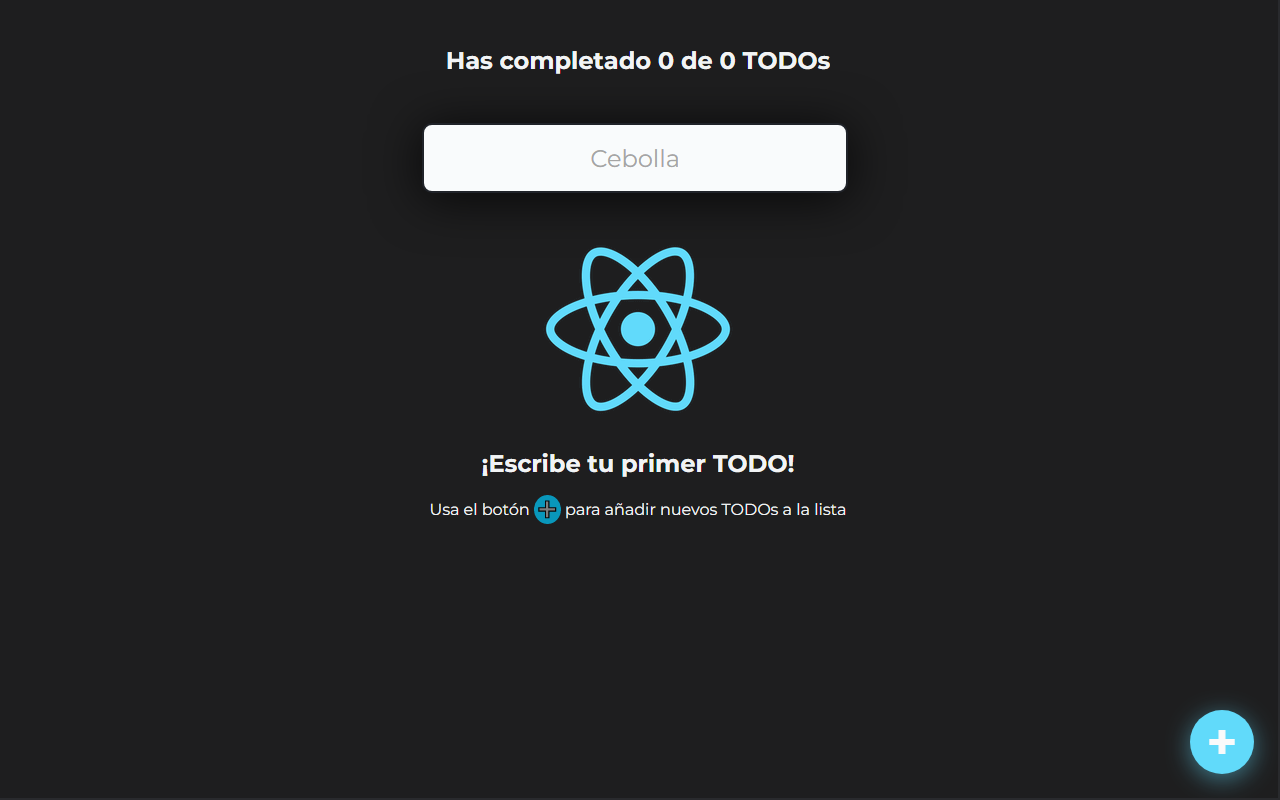 Has completado 0 de 0 TODOs
Cebolla
¡Escribe tu primer TODO!
Usa el botón para añadir nuevos TODOs a la lista
+